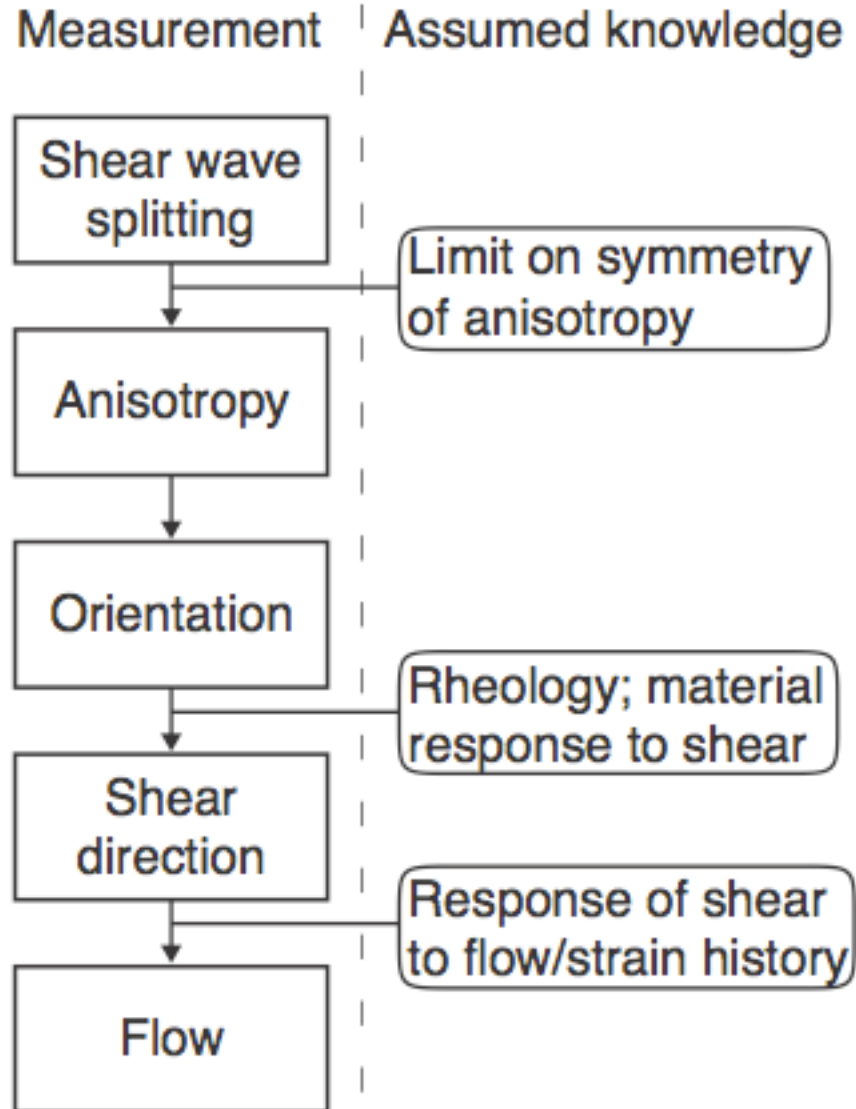 Measurement
Assumed knowledge
Shear wave
splitting
Limit on symmetry
of anisotropy
Anisotropy
Orientation
Rheology; material
response to shear
Shear
direction
Response of shear
to flow/strain history
Flow